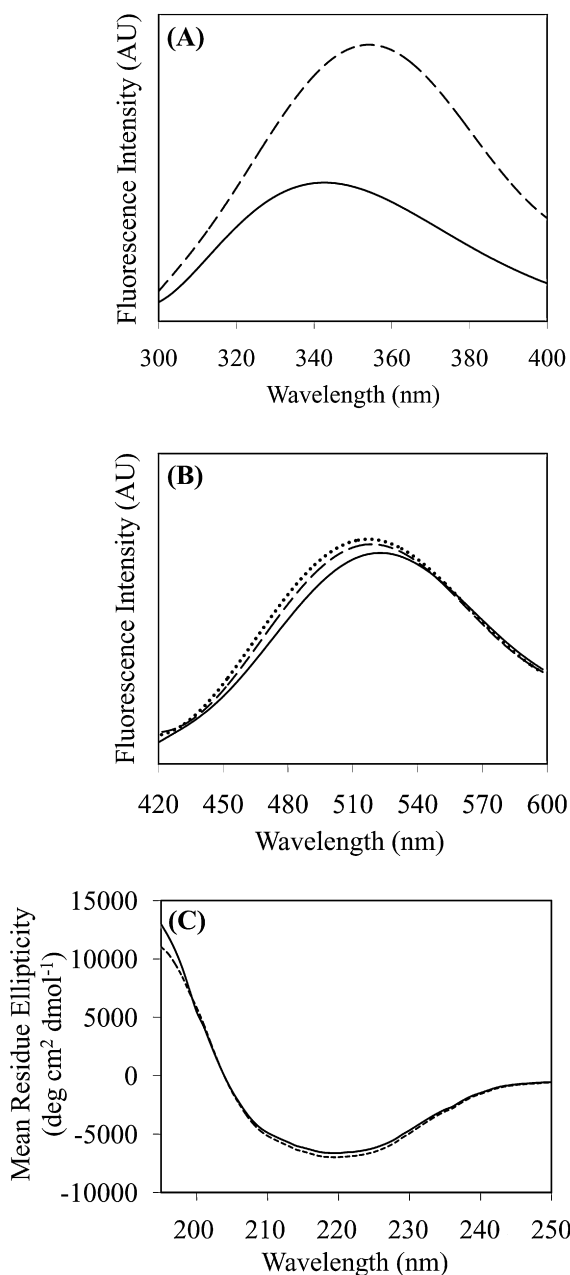 (A)
Fluorescence Intensity (AU)
300 320 340 360 380 400
Wavelength (nm)
(B)
Fluorescence Intensity (AU)
420 450 480 510 540 570 600
Wavelength (nm)
(C)
Mean Residue Ellipticity
(deg cm² dmol⁻¹)
15000
10000
5000
0
-5000
-10000
200 210 220 230 240 250
Wavelength (nm)